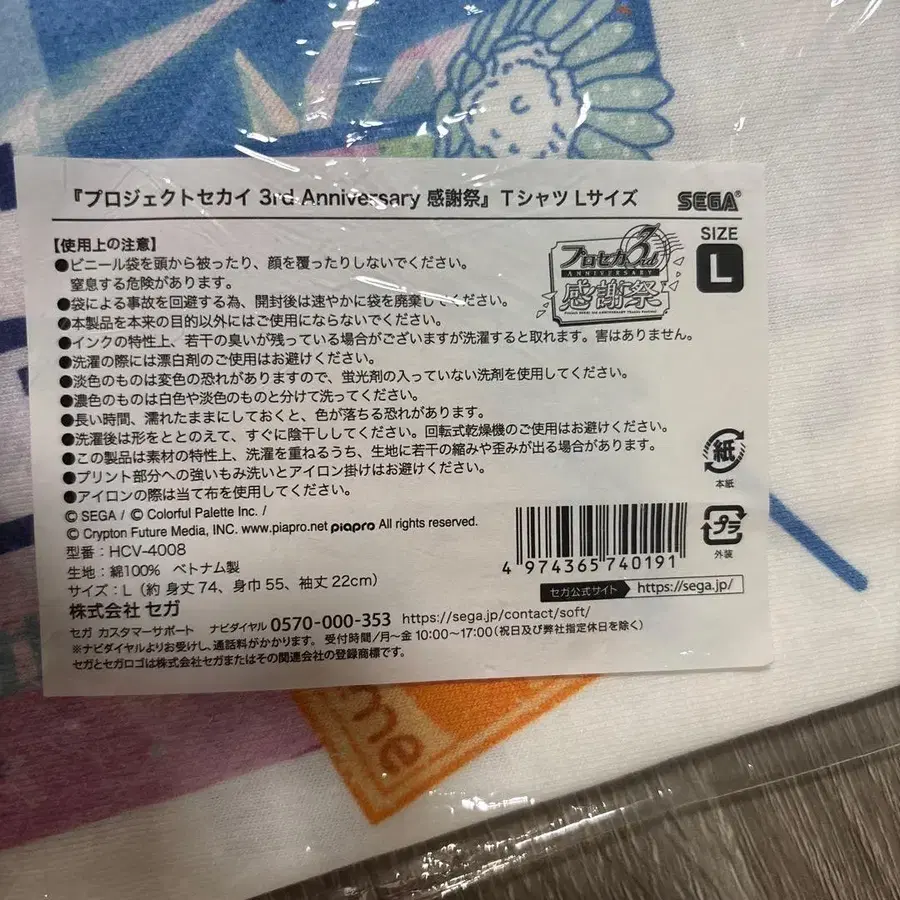 『プロジェクトセカイ 3rd Anniversary 感謝祭』 Tシャツ Lサイズ
SEGA®
SIZE
L
プロセカ3rd
ANNIVERSARY
感謝祭
【使用上の注意】
●ビニール袋を頭から被ったり、顔を覆ったりしないでください。
窒息する危険があります。
●袋による事故を回避する為、開封後は速やかに袋を廃棄してください。
●本製品を本来の目的以外にはご使用にならないでください。
●インクの特性上、若干の臭いが残っている場合がございますが洗濯すると取れます。害はありません。
●洗濯の際には漂白剤のご使用はお避けください。
●淡色のものは変色の恐れがありますので、蛍光剤の入っていない洗剤を使用してください。
●濃色のものは白色や淡色のものと分けて洗ってください。
●長い時間、濡れたままにしておくと、色が落ちる恐れがあります。
●洗濯後は形をととのえて、すぐに陰干ししてください。回転式乾燥機のご使用はお避けください。
●この製品は素材の特性上、洗濯を重ねるうち、生地に若干の縮みや歪みが出る場合があります。
●プリント部分への強いもみ洗いとアイロン掛けはお避けください。
●アイロンの際は当て布を使用してください。
© SEGA / © Colorful Palette Inc. /
© Crypton Future Media, INC. www.piapro.net piapro All rights reserved.
型番：HCV-4008
生地：綿100% ベトナム製
サイズ：L（約 身丈 74、身巾 55、袖丈 22cm）
株式会社 セガ
セガ カスタマーサポート ナビダイヤル 0570-000-353 https://sega.jp/contact/soft/
※ナビダイヤルよりお受けし、通話料がかかります。 受付時間／月～金 10:00～17:00（祝日及び弊社指定休日を除く）
セガとセガロゴは株式会社セガまたはその関連会社の登録商標です。
紙
本紙
プラ
外装
4 974365 740191
セガ公式サイト https://sega.jp/
me